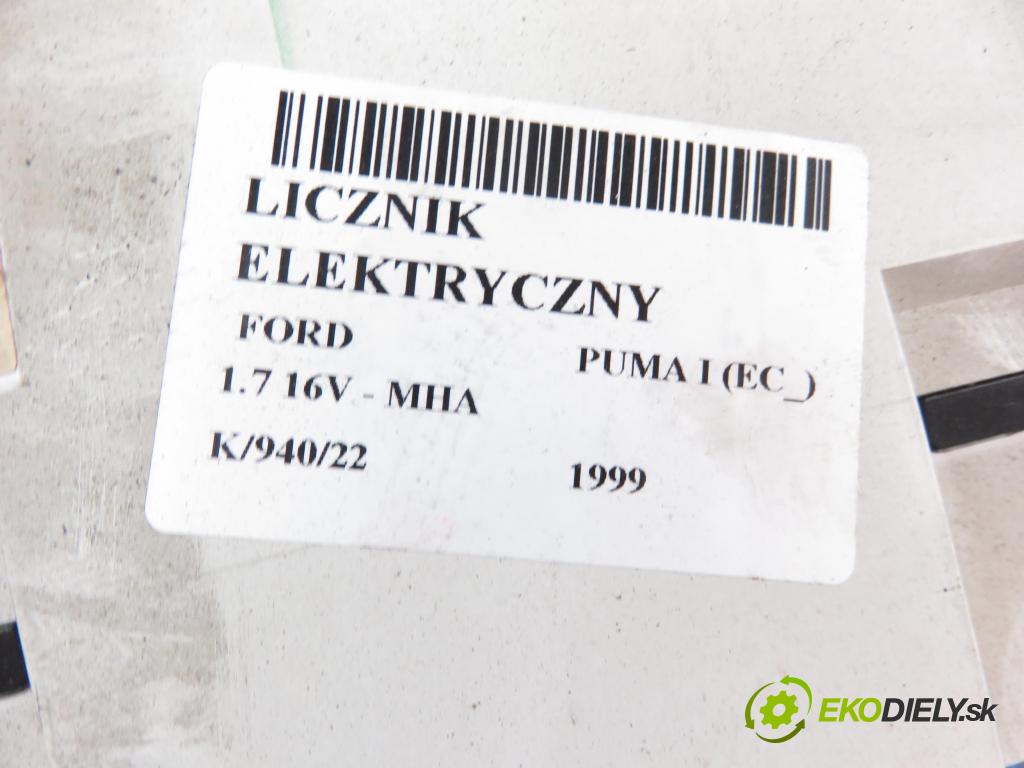 LICZNIK
ELEKTRYCZNY
FORD PUMA I (EC_)
1.7 16V - MHA
K/940/22 1999
EKODIELY.sk